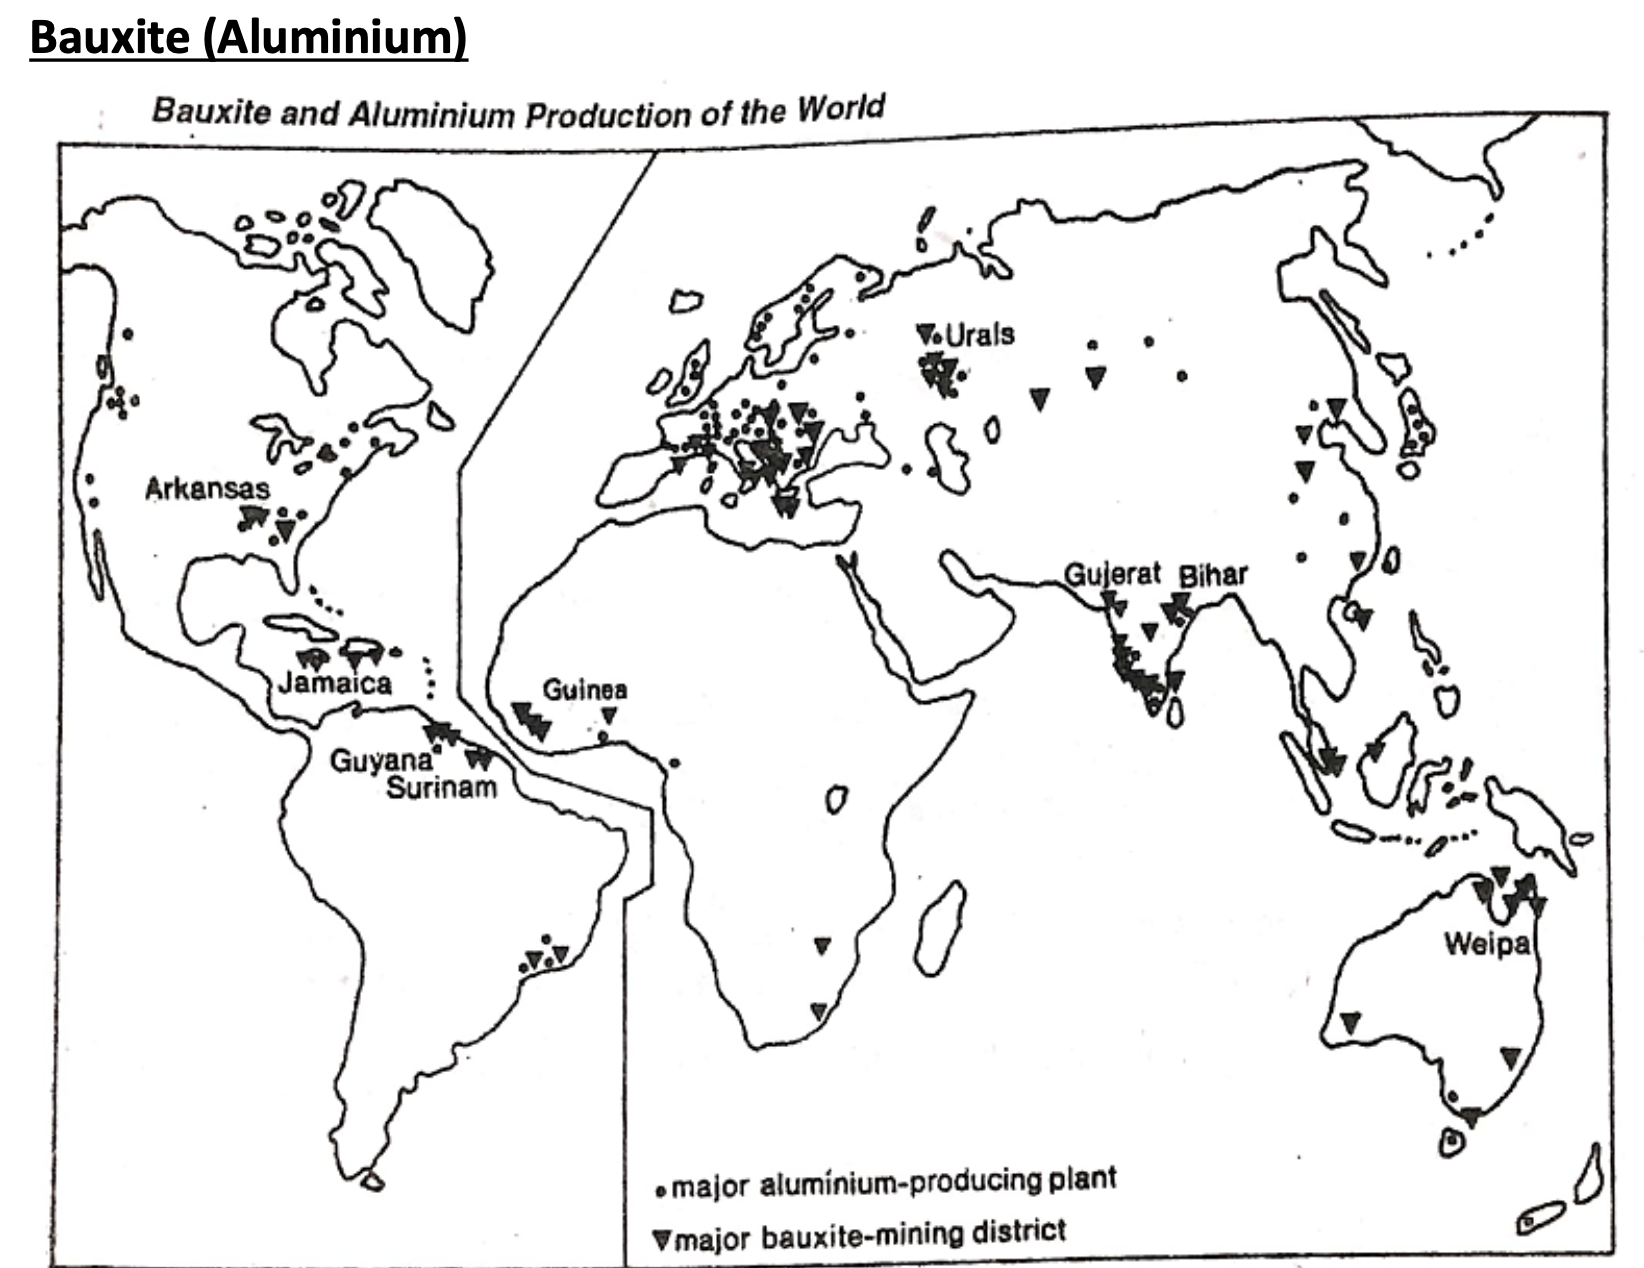 Bauxite (Aluminium)
Bauxite and Aluminium Production of the World
Urals
Arkansas
Gujerat Bihar
Jamaica
Guinea
Guyana
Surinam
Weipa
major aluminium-producing plant
major bauxite-mining district